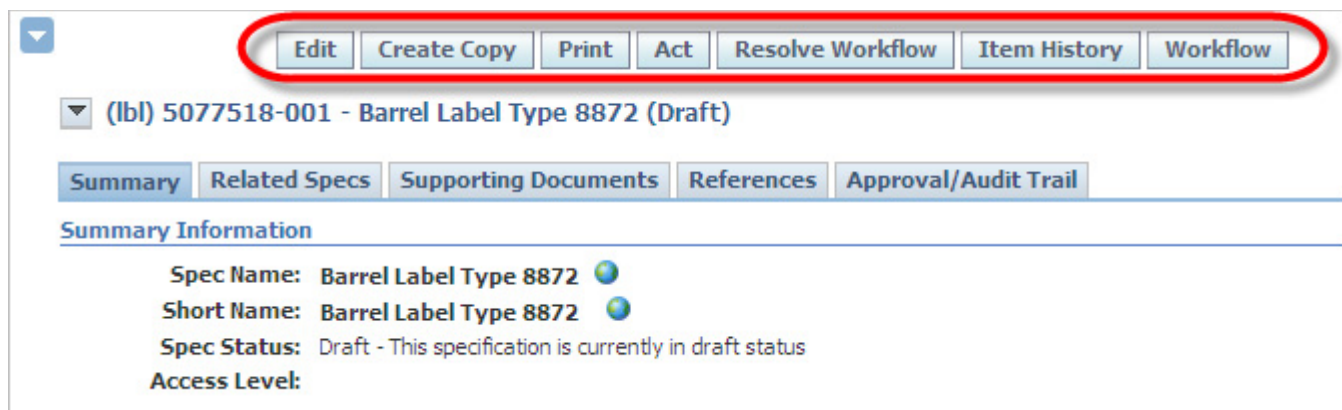 Edit Create Copy Print Act Resolve Workflow Item History Workflow
(lbl) 5077518-001 - Barrel Label Type 8872 (Draft)
Summary Related Specs Supporting Documents References Approval/Audit Trail
Summary Information
Spec Name: Barrel Label Type 8872
Short Name: Barrel Label Type 8872
Spec Status: Draft - This specification is currently in draft status
Access Level: